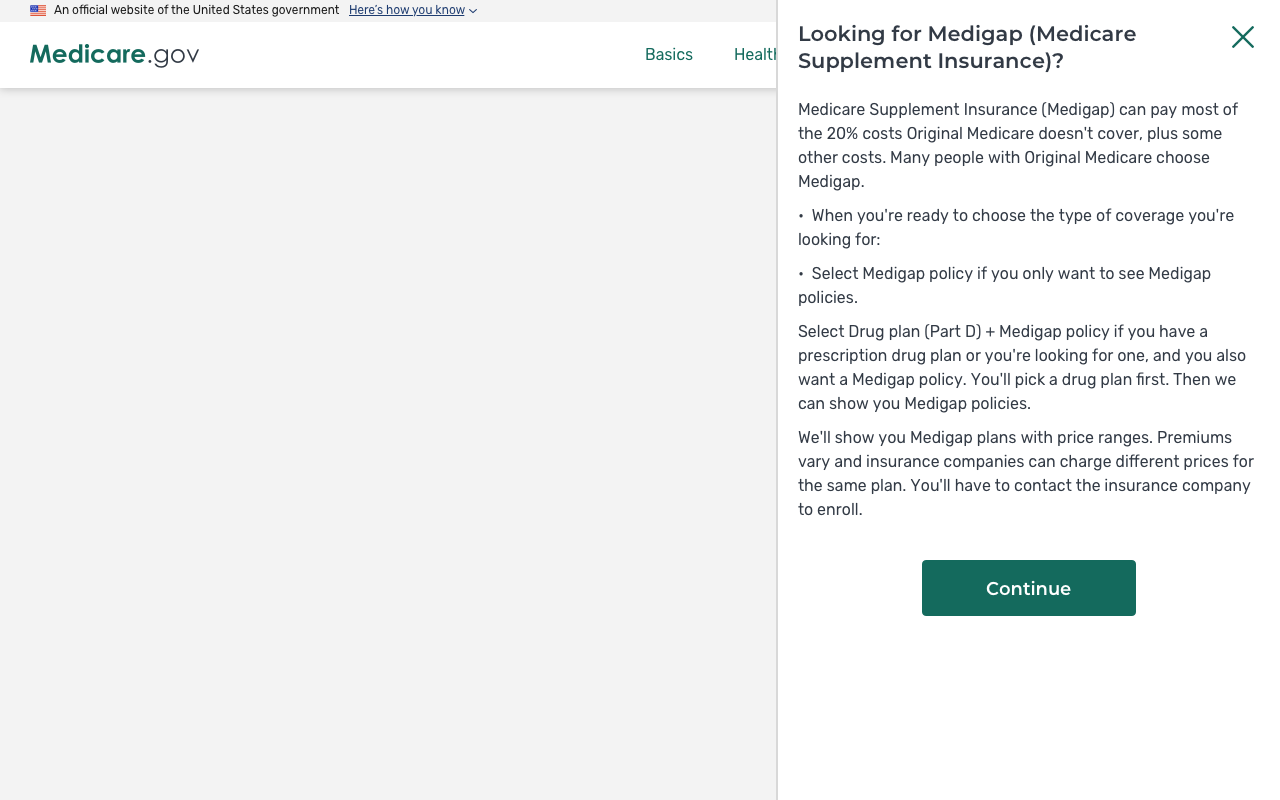 An official website of the United States government Here's how you know
Medicare.gov
Basics
Health
Looking for Medigap (Medicare
Supplement Insurance)?
Medicare Supplement Insurance (Medigap) can pay most of
the 20% costs Original Medicare doesn't cover, plus some
other costs. Many people with Original Medicare choose
Medigap.
• When you're ready to choose the type of coverage you're
looking for:
• Select Medigap policy if you only want to see Medigap
policies.
Select Drug plan (Part D) + Medigap policy if you have a
prescription drug plan or you're looking for one, and you also
want a Medigap policy. You'll pick a drug plan first. Then we
can show you Medigap policies.
We'll show you Medigap plans with price ranges. Premiums
vary and insurance companies can charge different prices for
the same plan. You'll have to contact the insurance company
to enroll.
Continue